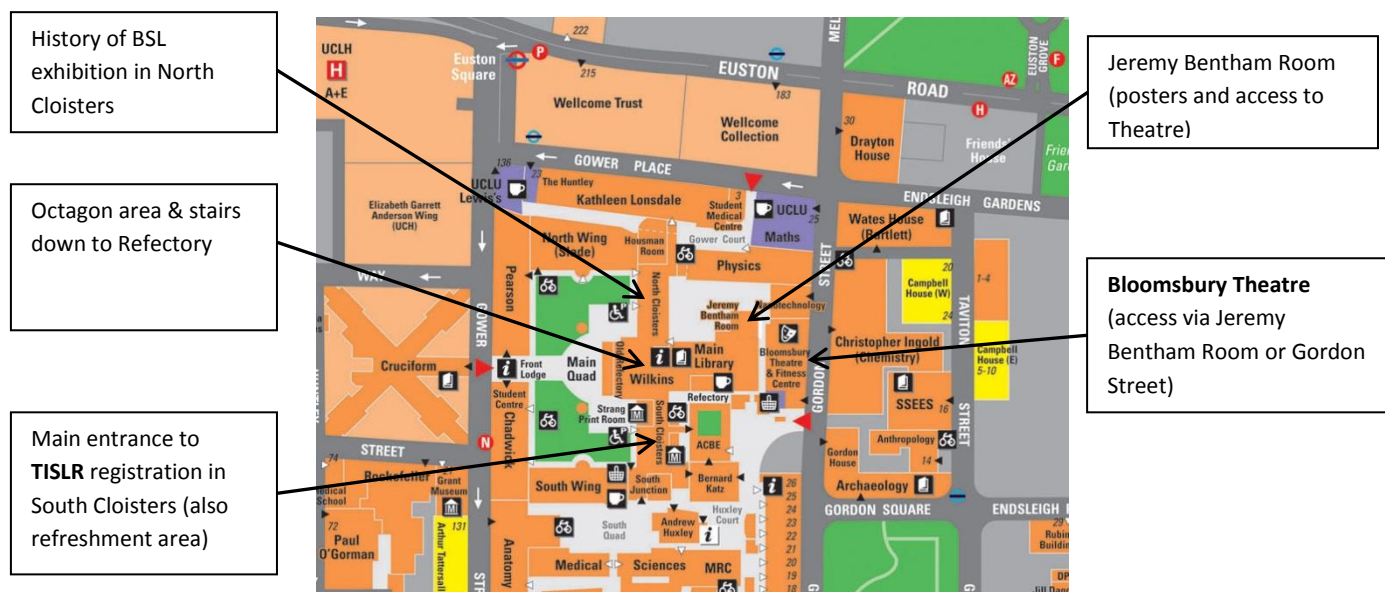 History of BSL
exhibition in North
Cloisters
Octagon area & stairs
down to Refectory
Main entrance to
TISLR registration in
South Cloisters (also
refreshment area)
Jeremy Bentham Room
(posters and access to
Theatre)
Bloomsbury Theatre
(access via Jeremy
Bentham Room or Gordon
Street)
UCLH
H
A+E
Euston
Square
P
222
215
EUSTON
ROAD
183
EUSTON
GROVE
F
AZ
H
Wellcome Trust
Wellcome
Collection
30
Drayton
House
Friends
House
GOWER PLACE
ENDSLEIGH GARDENS
136
23
UCLU
Lewis's
The Huntley
Kathleen Lonsdale
3
Student
Medical
Centre
UCLU
25
Maths
Elizabeth Garrett
Anderson Wing
(UCH)
North Wing
(Slade)
Housman
Room
Gower Court
Physics
Wates House
(Bartlett)
20
Campbell
House (W)
24
1-4
WAY
GOWER
Pearson
North Cloisters
Jeremy
Bentham
Room
Nanotechnology
STREET
TAVITON
Christopher Ingold
(Chemistry)
Campbell
House (E)
5-10
Cruciform
Front
Lodge
Main
Quad
Old Refectory
Wilkins
Main
Library
Bloomsbury
Theatre
& Fitness
Centre
GORDON
Refectory
Student
Centre
Chadwick
Strang
Print Room
South Cloisters
ACBE
SSEES
16
STREET
Anthropology
14
Gordon
House
Archaeology
N
STREET
74
Rockefeller
Grant
Museum
72
Paul
O'Gorman
131
Arthur Tattersall
South Wing
South
Junction
Bernard
Katz
26
25
24
23
22
21
20
19
18
GORDON SQUARE
ENDSLEIGH
29
Anatomy
South
Quad
Andrew
Huxley
Huxley
Court
Medical
Sciences
MRC